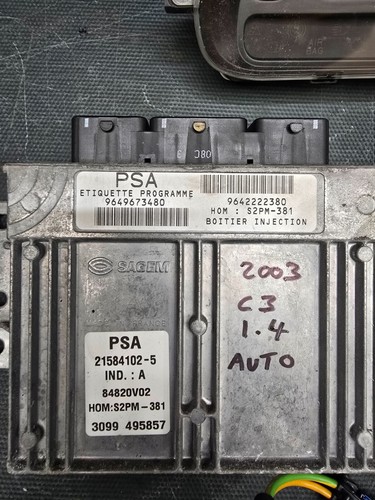 08C
PSA
ETIQUETTE PROGRAMME
9649673480
9642222380
HOM : S2PM-381
BOITIER INJECTION
SAGEM
PSA
21584102-5
IND. : A
84820V02
HOM:S2PM-381
3099 495857
2003
C3
1.4
AUTO